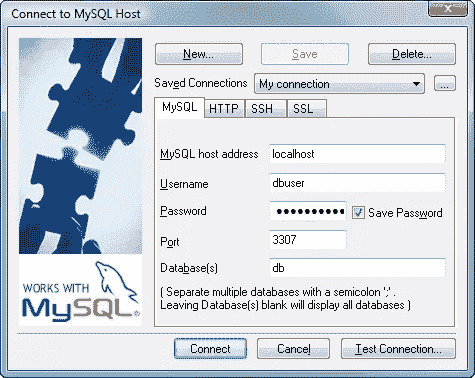 Connect to MySQL Host
New... Save Delete...
Saved Connections My connection ...
MySQL HTTP SSH SSL
MySQL host address localhost
Username dbuser
Password ●●●●●●●●●● Save Password
Port 3307
Database(s) db
( Separate multiple databases with a semicolon ';' .
Leaving Database(s) blank will display all databases )
WORKS WITH
MySQL®
Connect Cancel Test Connection...